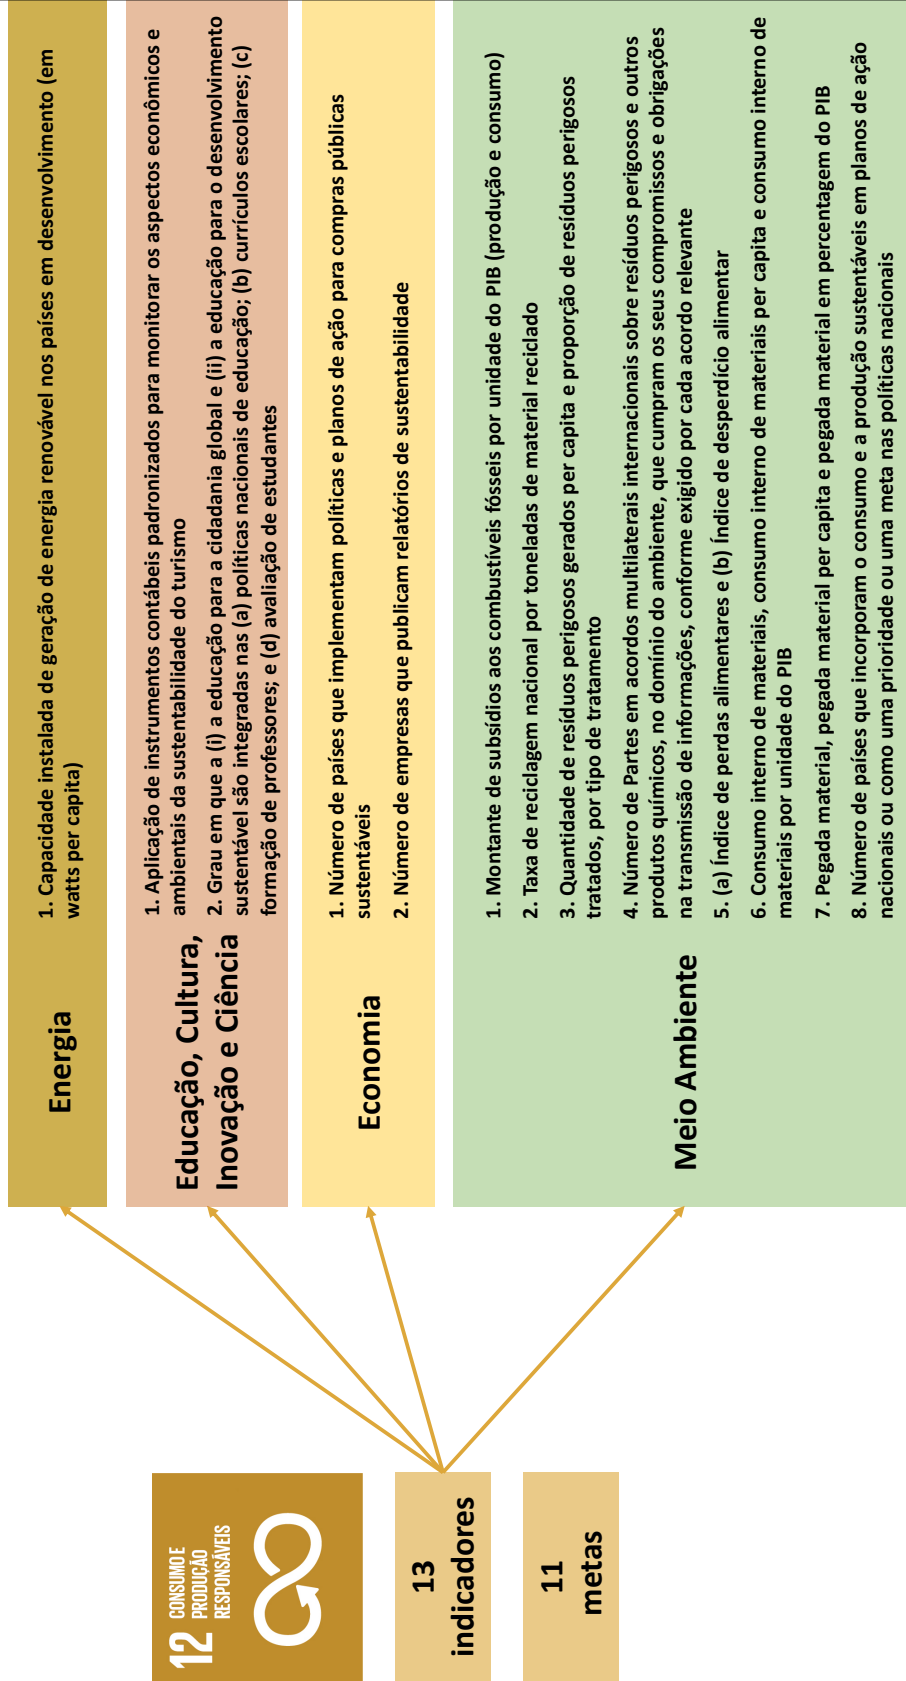 12 CONSUMO E
PRODUÇÃO
RESPONSÁVEIS
13
indicadores
11
metas
Energia
1. Capacidade instalada de geração de energia renovável nos países em desenvolvimento (em
watts per capita)
Educação, Cultura,
Inovação e Ciência
1. Aplicação de instrumentos contábeis padronizados para monitorar os aspectos econômicos e
ambientais da sustentabilidade do turismo
2. Grau em que a (i) a educação para a cidadania global e (ii) a educação para o desenvolvimento
sustentável são integradas nas (a) políticas nacionais de educação; (b) currículos escolares; (c)
formação de professores; e (d) avaliação de estudantes
Economia
1. Número de países que implementam políticas e planos de ação para compras públicas
sustentáveis
2. Número de empresas que publicam relatórios de sustentabilidade
Meio Ambiente
1. Montante de subsídios aos combustíveis fósseis por unidade do PIB (produção e consumo)
2. Taxa de reciclagem nacional por toneladas de material reciclado
3. Quantidade de resíduos perigosos gerados per capita e proporção de resíduos perigosos
tratados, por tipo de tratamento
4. Número de Partes em acordos multilaterais internacionais sobre resíduos perigosos e outros
produtos químicos, no domínio do ambiente, que cumpram os seus compromissos e obrigações
na transmissão de informações, conforme exigido por cada acordo relevante
5. (a) Índice de perdas alimentares e (b) Índice de desperdício alimentar
6. Consumo interno de materiais, consumo interno de materiais per capita e consumo interno de
materiais por unidade do PIB
7. Pegada material, pegada material per capita e pegada material em percentagem do PIB
8. Número de países que incorporam o consumo e a produção sustentáveis em planos de ação
nacionais ou como uma prioridade ou uma meta nas políticas nacionais